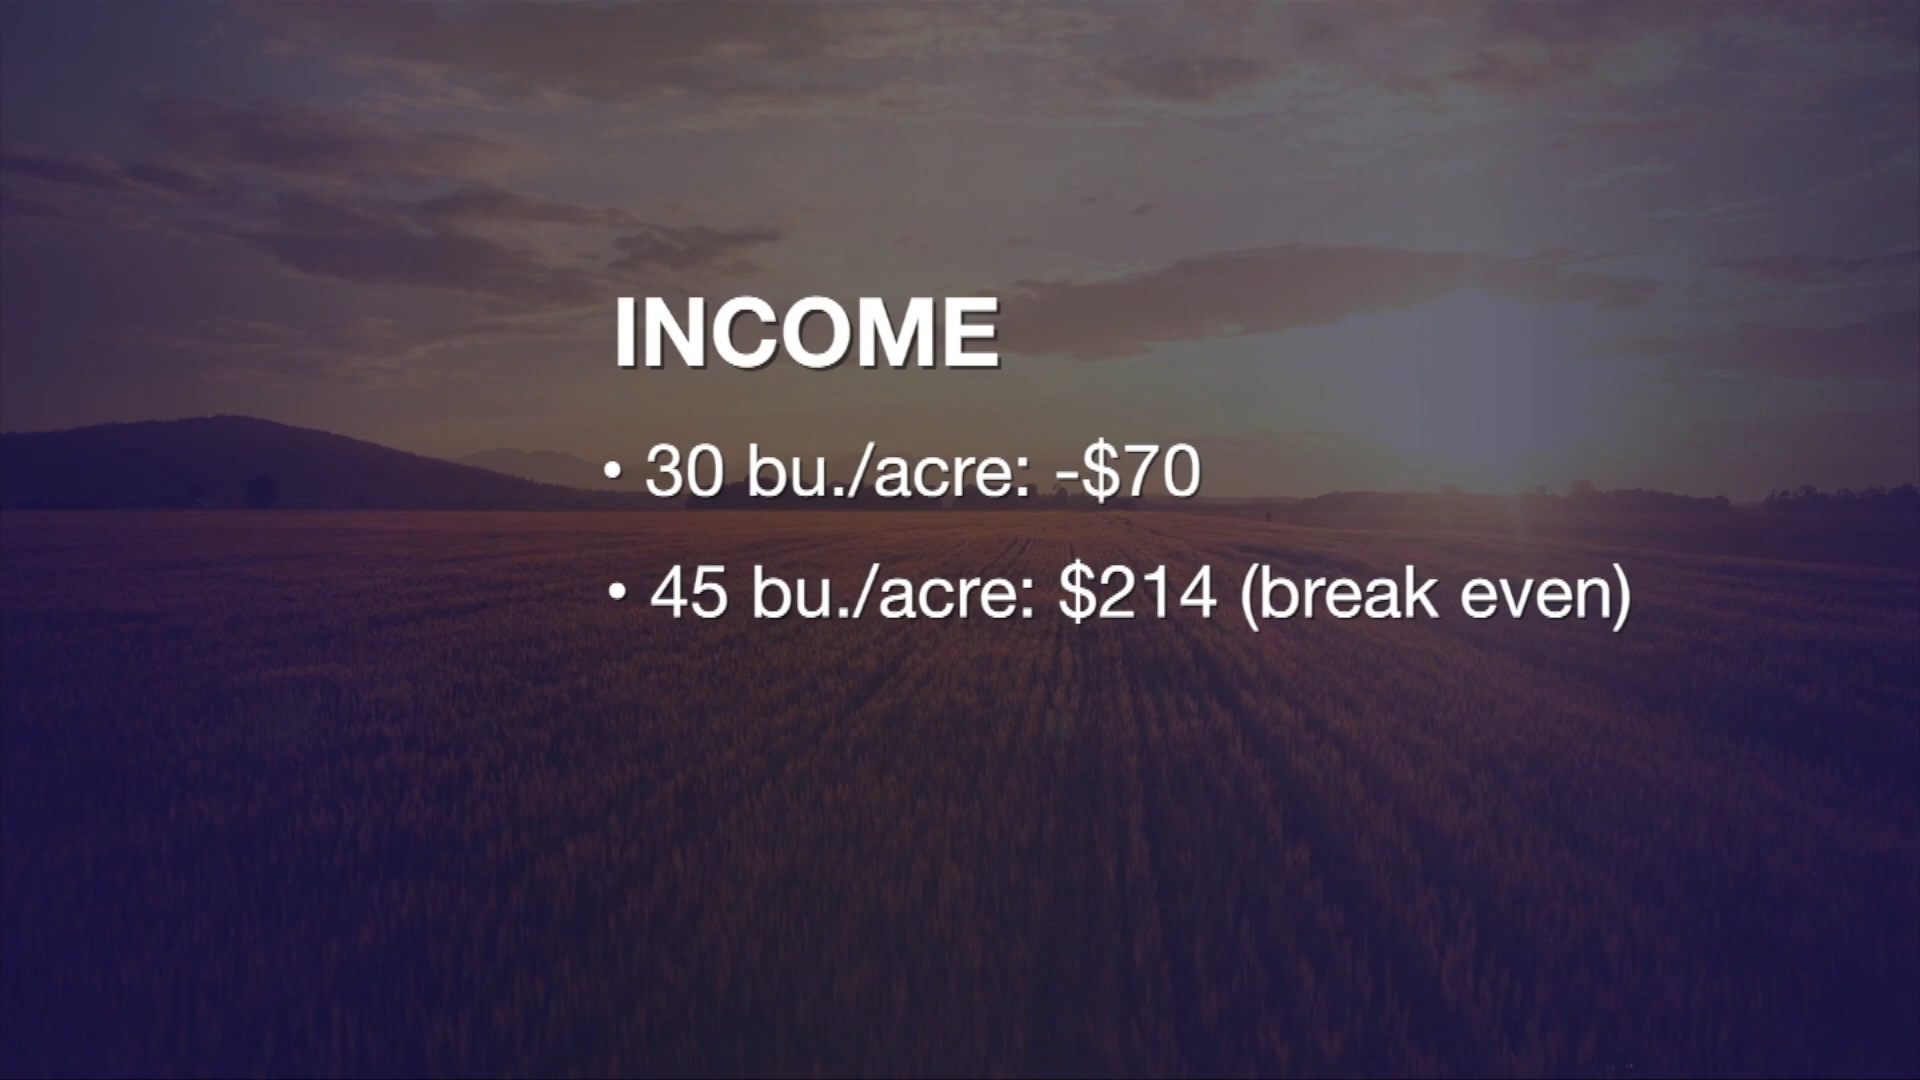 INCOME
• 30 bu./acre: -$70
• 45 bu./acre: $214 (break even)